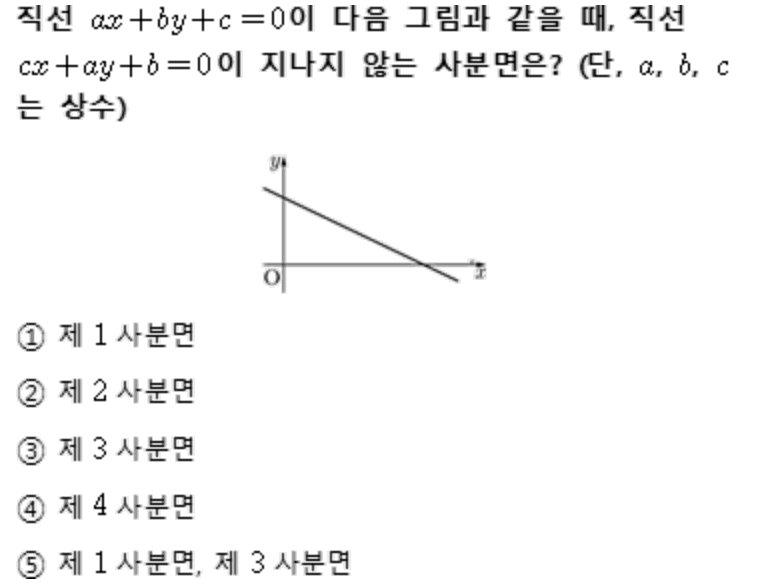 직선 ax+by+c=0이 다음 그림과 같을 때, 직선
cx+ay+b=0이 지나지 않는 사분면은? (단, a, b, c
는 상수)
y
O
x
① 제 1 사분면
② 제 2 사분면
③ 제 3 사분면
④ 제 4 사분면
⑤ 제 1 사분면, 제 3 사분면